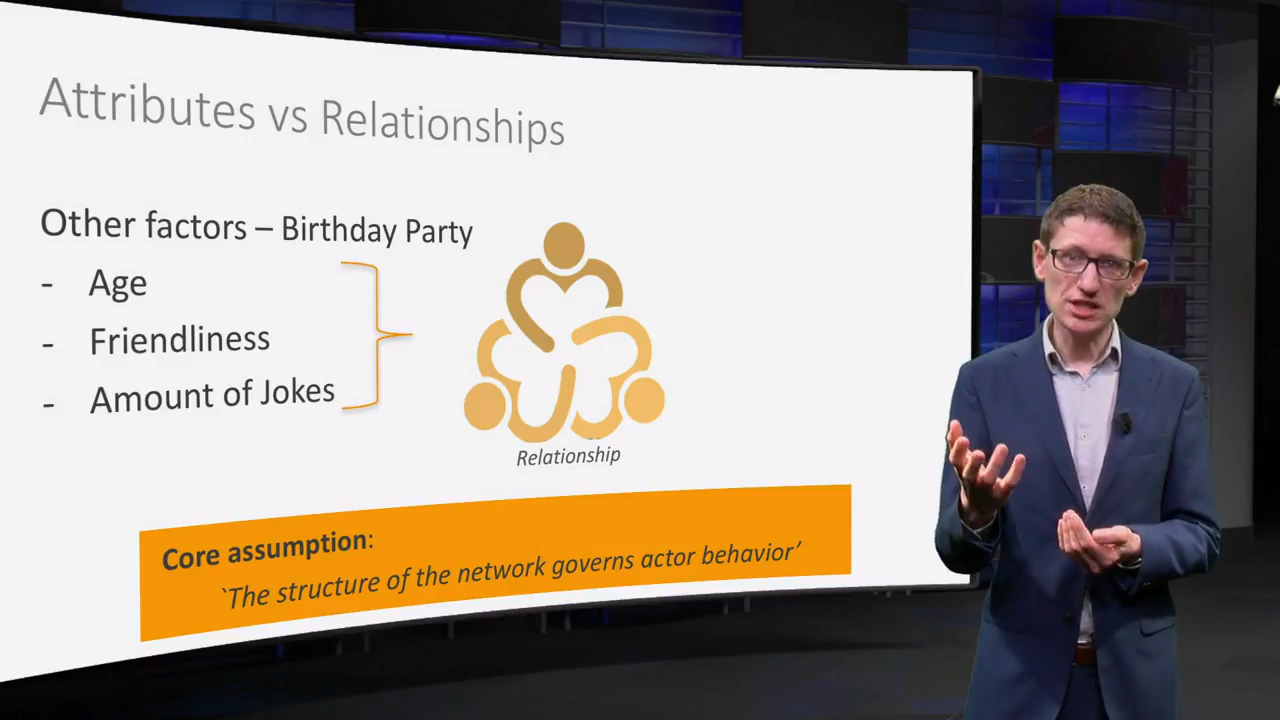 Attributes vs Relationships
Other factors – Birthday Party
- Age
- Friendliness
- Amount of Jokes
Relationship
Core assumption:
`The structure of the network governs actor behavior’